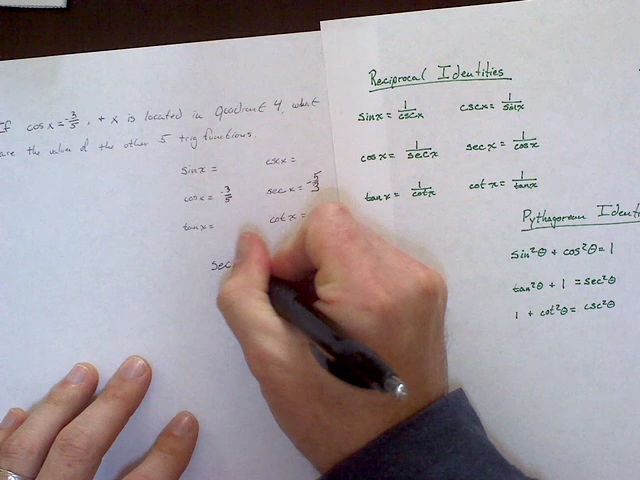 If cos x = -3/5, + x is located in quadrant 4, what
are the values of the other 5 trig functions.
sin x =
csc x =
cos x = -3/5
sec x = -5/3
tan x =
cot x =
sec
Reciprocal Identities
sin x = 1/csc x
csc x = 1/sin x
cos x = 1/sec x
sec x = 1/cos x
tan x = 1/cot x
cot x = 1/tan x
Pythagorean
sin²θ + cos²θ = 1
tan²θ + 1 = sec²θ
1 + cot²θ = csc²θ